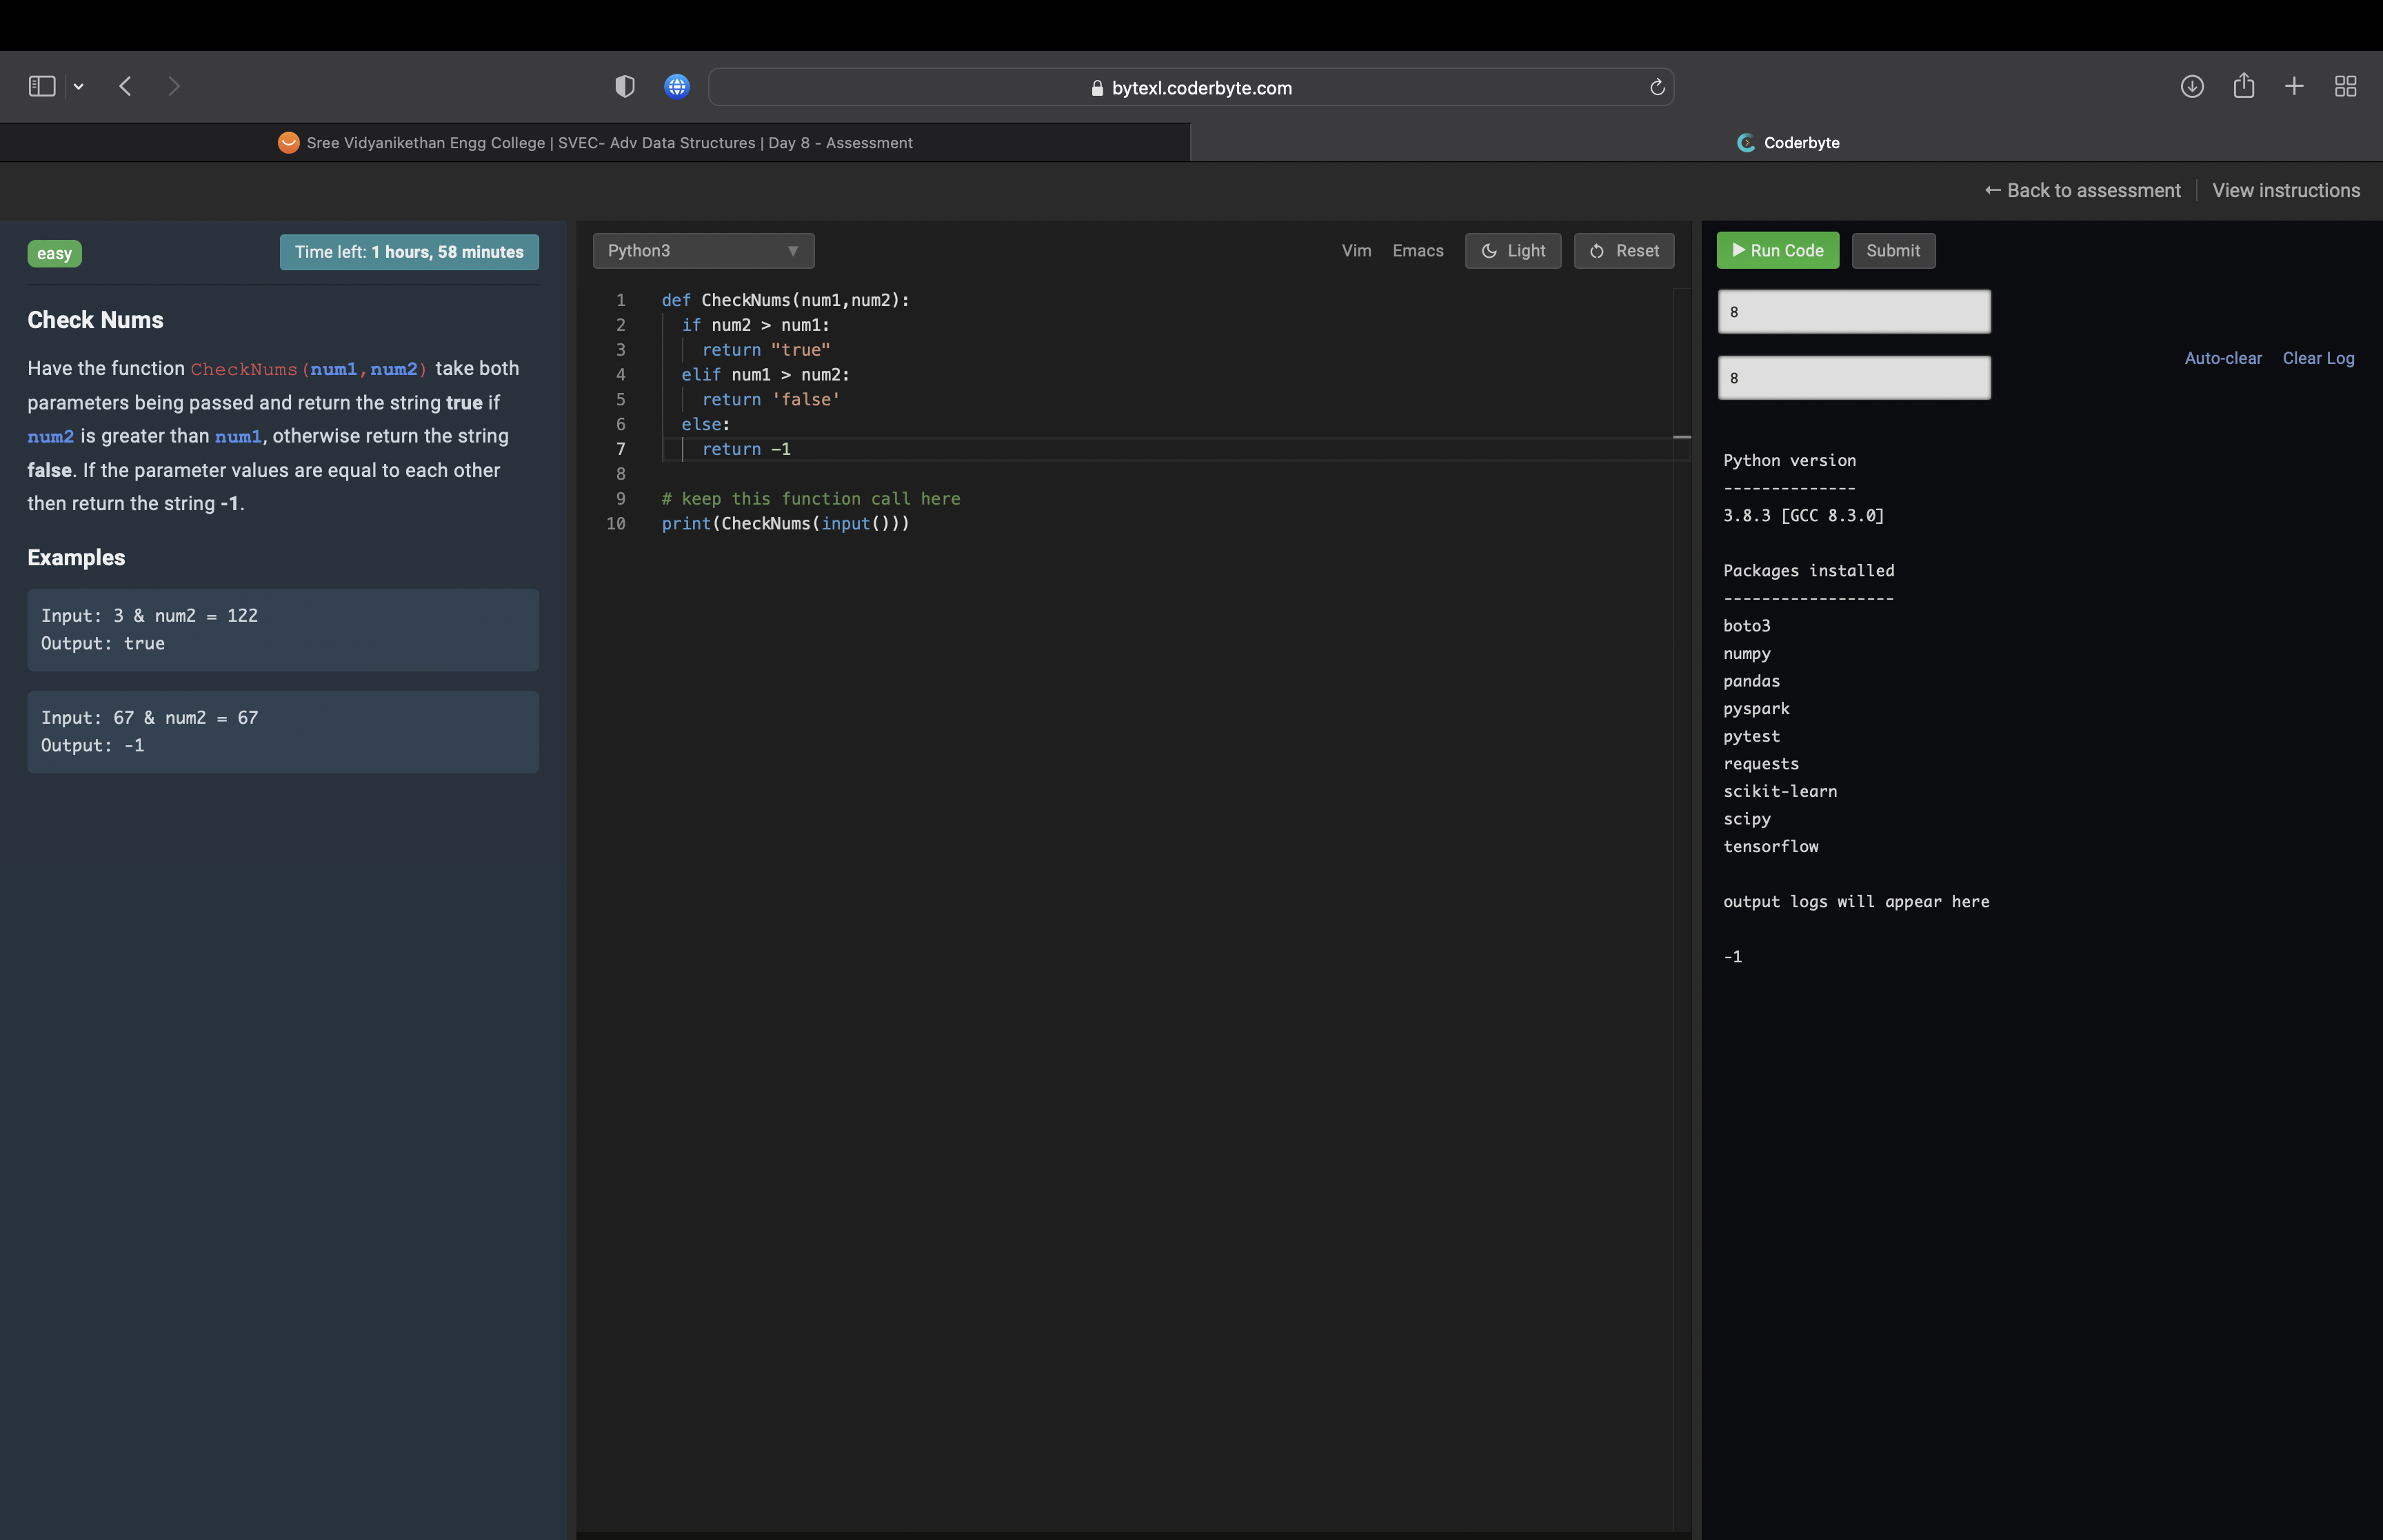 bytexl.coderbyte.com
Sree Vidyanikethan Engg College | SVEC- Adv Data Structures | Day 8 - Assessment
Coderbyte
← Back to assessment
View instructions
easy
Time left: 1 hours, 58 minutes
Check Nums
Have the function CheckNums(num1,num2) take both
parameters being passed and return the string true if
num2 is greater than num1, otherwise return the string
false. If the parameter values are equal to each other
then return the string -1.
Examples
Input: 3 & num2 = 122
Output: true
Input: 67 & num2 = 67
Output: -1
Python3
Vim
Emacs
Light
Reset
1 def CheckNums(num1,num2):
2 if num2 > num1:
3 return "true"
4 elif num1 > num2:
5 return 'false'
6 else:
7 return -1
8
9 # keep this function call here
10 print(CheckNums(input()))
Run Code
Submit
8
8
Auto-clear
Clear Log
Python version
--------------
3.8.3 [GCC 8.3.0]
Packages installed
------------------
boto3
numpy
pandas
pyspark
pytest
requests
scikit-learn
scipy
tensorflow
output logs will appear here
-1